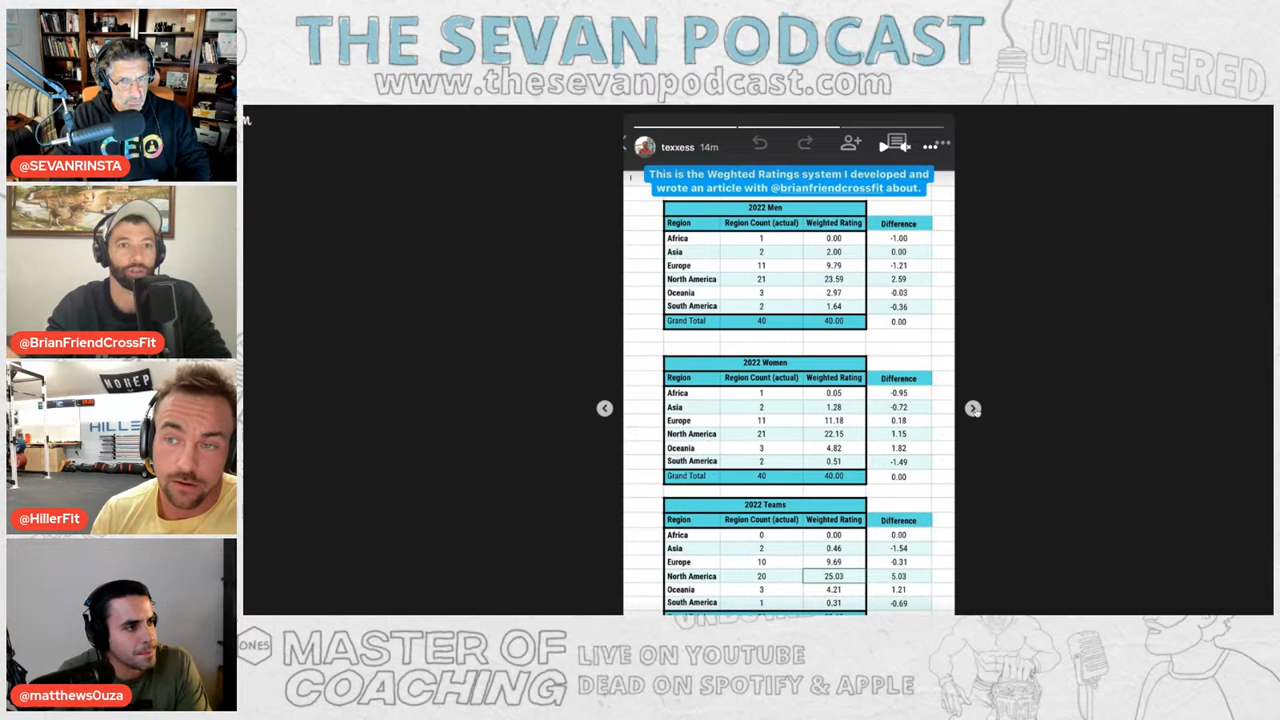 THE SEVAN PODCAST
www.thesevanpodcast.com
UNFILTERED
CEO
@SEVANRINSTA
@BrianFriendCrossFit
NOREP
HILLE
@HillerFit
@matthews0uza
texxess 14m
This is the Weghted Ratings system I developed and
wrote an article with @brianfriendcrossfit about.
2022 Men
Region Region Count (actual) Weighted Rating Difference
Africa 1 0.00 -1.00
Asia 2 2.00 0.00
Europe 11 9.79 -1.21
North America 21 23.59 2.59
Oceania 3 2.97 -0.03
South America 2 1.64 -0.36
Grand Total 40 40.00 0.00
2022 Women
Region Region Count (actual) Weighted Rating Difference
Africa 1 0.05 -0.95
Asia 2 1.28 -0.72
Europe 11 11.18 0.18
North America 21 22.15 1.15
Oceania 3 4.82 1.82
South America 2 0.51 -1.49
Grand Total 40 40.00 0.00
2022 Teams
Region Region Count (actual) Weighted Rating Difference
Africa 0 0.00 0.00
Asia 2 0.46 -1.54
Europe 10 9.69 -0.31
North America 20 25.03 5.03
Oceania 3 4.21 1.21
South America 1 0.31 -0.69
ONES
MASTER OF
COACHING
LIVE ON YOUTUBE
DEAD ON SPOTIFY & APPLE